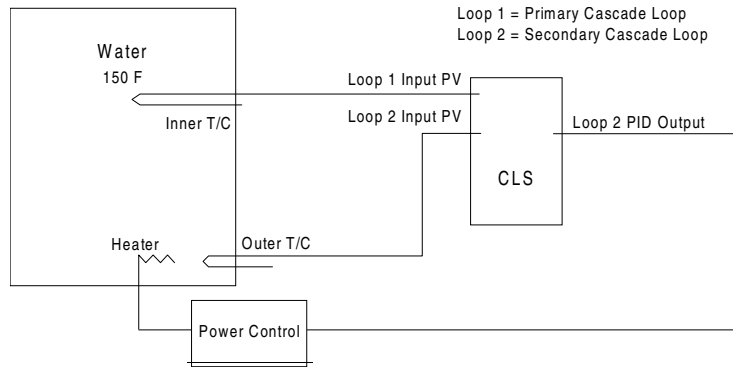 Loop 1 = Primary Cascade Loop
Loop 2 = Secondary Cascade Loop
Water
150 F
Loop 1 Input PV
Inner T/C
Loop 2 Input PV
Loop 2 PID Output
CLS
Heater
Outer T/C
Power Control